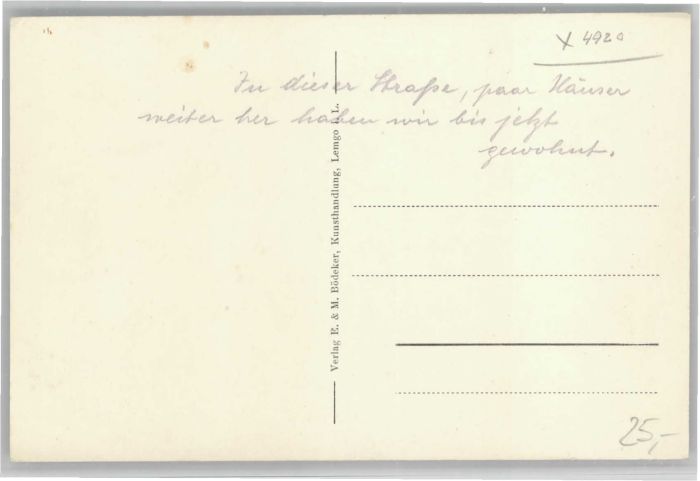 X 4920
In dieser Straße, paar Häuser
weiter her haben wir bis jetzt
gewohnt.
Verlag E. & M. Bödeker, Kunsthandlung, Lemgo i. L.
25,-